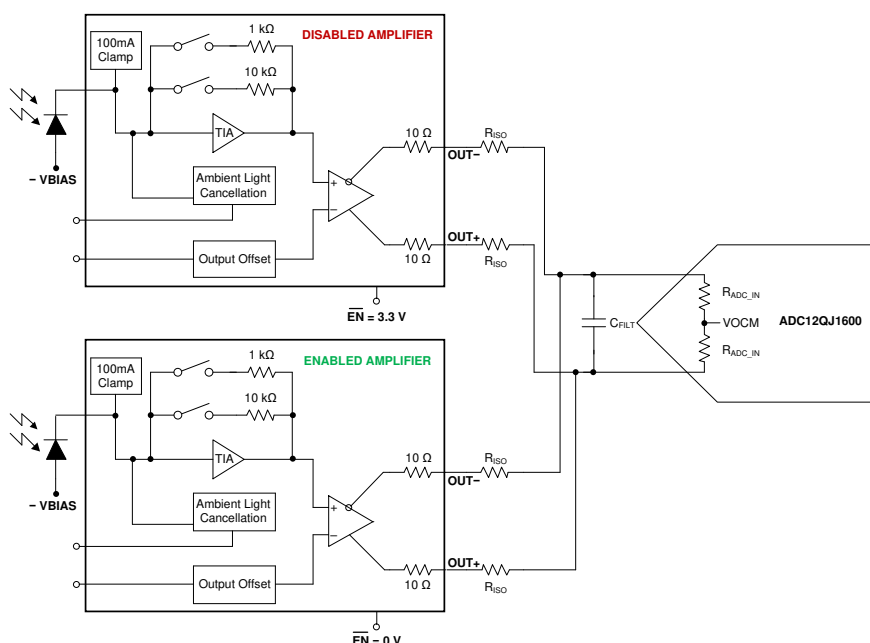 DISABLED AMPLIFIER
100mA
Clamp
1 kΩ
10 kΩ
TIA
− VBIAS
Ambient Light
Cancellation
Output Offset
+
−
10 Ω
OUT−
RISO
OUT+
10 Ω
RISO
EN = 3.3 V
ENABLED AMPLIFIER
100mA
Clamp
1 kΩ
10 kΩ
TIA
− VBIAS
Ambient Light
Cancellation
Output Offset
+
−
10 Ω
OUT−
RISO
OUT+
10 Ω
RISO
EN = 0 V
CFILT
RADC_IN
VOCM
RADC_IN
ADC12QJ1600